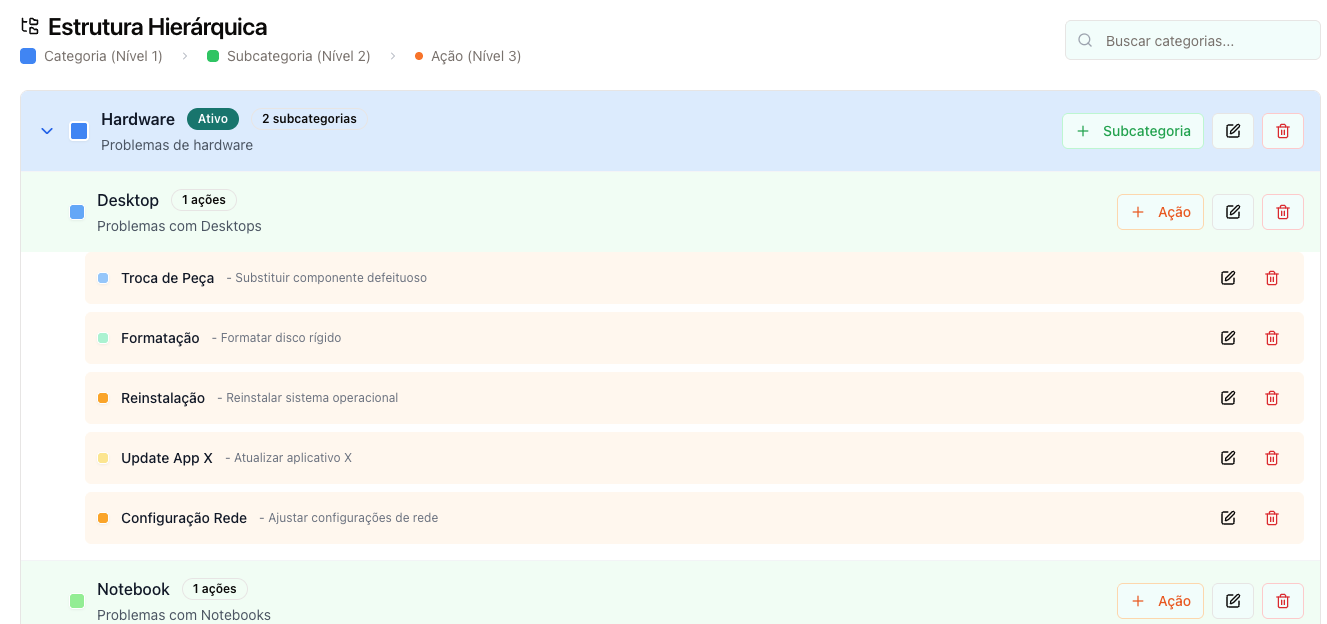 Estrutura Hierárquica
Categoria (Nível 1)
Subcategoria (Nível 2)
Ação (Nível 3)
Buscar categorias...
Hardware
Ativo
2 subcategorias
Problemas de hardware
Subcategoria
Desktop
1 ações
Problemas com Desktops
Ação
Troca de Peça - Substituir componente defeituoso
Formatação - Formatar disco rígido
Reinstalação - Reinstalar sistema operacional
Update App X - Atualizar aplicativo X
Configuração Rede - Ajustar configurações de rede
Notebook
1 ações
Problemas com Notebooks
Ação